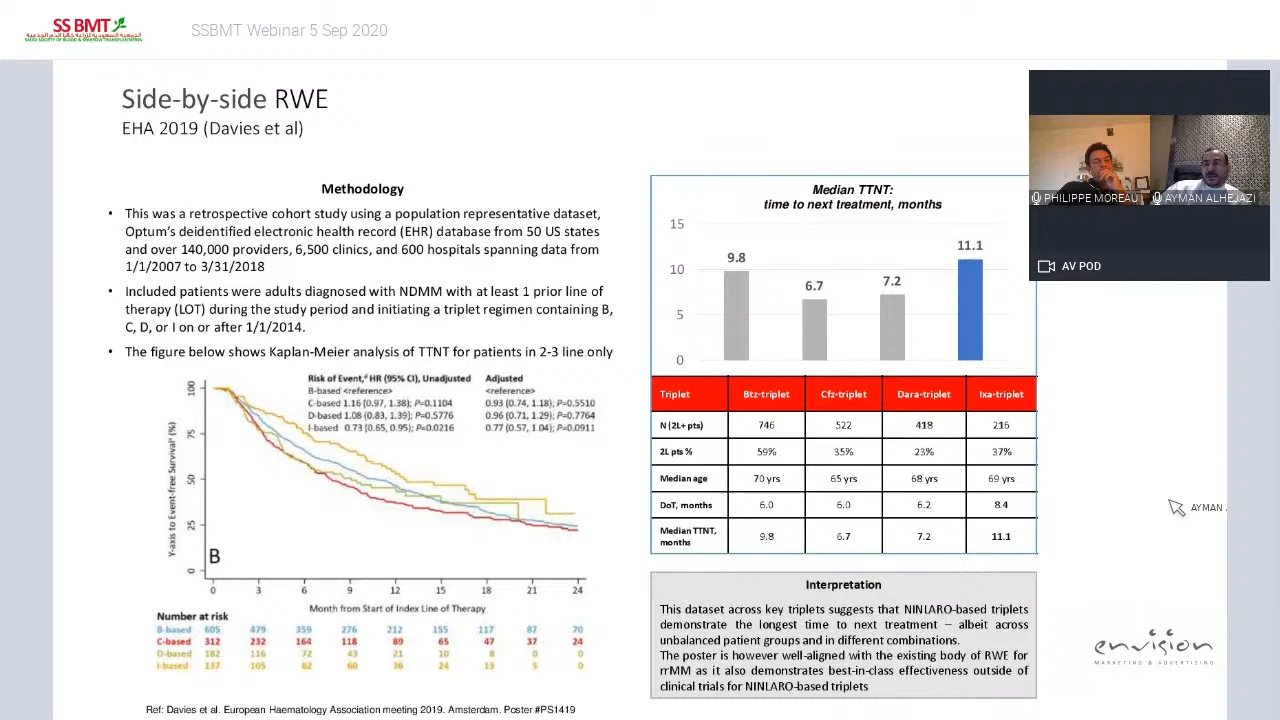 SS BMT
الجمعية السعودية لزراعة خلايا الدم الجذعية
SAUDI SOCIETY OF BLOOD & MARROW TRANSPLANTATION
SSBMT Webinar 5 Sep 2020
Side-by-side RWE
EHA 2019 (Davies et al)
Methodology
• This was a retrospective cohort study using a population representative dataset,
Optum's deidentified electronic health record (EHR) database from 50 US states
and over 140,000 providers, 6,500 clinics, and 600 hospitals spanning data from
1/1/2007 to 3/31/2018
• Included patients were adults diagnosed with NDMM with at least 1 prior line of
therapy (LOT) during the study period and initiating a triplet regimen containing B,
C, D, or I on or after 1/1/2014.
• The figure below shows Kaplan-Meier analysis of TTNT for patients in 2-3 line only
Risk of Event,d HR (95% CI), Unadjusted Adjusted
B-based <reference> <reference>
C-based 1.16 (0.97, 1.38); P=0.1104 0.93 (0.74, 1.18); P=0.5510
D-based 1.08 (0.83, 1.39); P=0.5776 0.96 (0.71, 1.29); P=0.7764
I-based 0.73 (0.65, 0.95); P=0.0216 0.77 (0.57, 1.04); P=0.0911
Y-axis to Event-free Survival (%)
100
75
50
25
0
B
0 3 6 9 12 15 18 21 24
Month from Start of Index Line of Therapy
Number at risk
B-based 605 479 359 276 212 155 117 87 70
C-based 312 232 164 118 89 65 47 37 24
D-based 182 116 72 43 21 10 8 0 0
I-based 137 105 82 60 36 24 13 5 0
Ref: Davies et al. European Haematology Association meeting 2019. Amsterdam. Poster #PS1419
Median TTNT:
time to next treatment, months
15
10
5
0
9.8
6.7
7.2
11.1
Triplet Btz-triplet Cfz-triplet Dara-triplet Ixa-triplet
N (2L+ pts) 746 522 418 216
2L pts % 59% 35% 23% 37%
Median age 70 yrs 65 yrs 68 yrs 69 yrs
DoT, months 6.0 6.0 6.2 8.4
Median TTNT, months 9.8 6.7 7.2 11.1
Interpretation
This dataset across key triplets suggests that NINLARO-based triplets
demonstrate the longest time to next treatment – albeit across
unbalanced patient groups and in different combinations.
The poster is however well-aligned with the existing body of RWE for
rrMM as it also demonstrates best-in-class effectiveness outside of
clinical trials for NINLARO-based triplets
PHILIPPE MOREAU
AYMAN ALHEJAZI
AV POD
AYMAN
envision
MARKETING & ADVERTISING